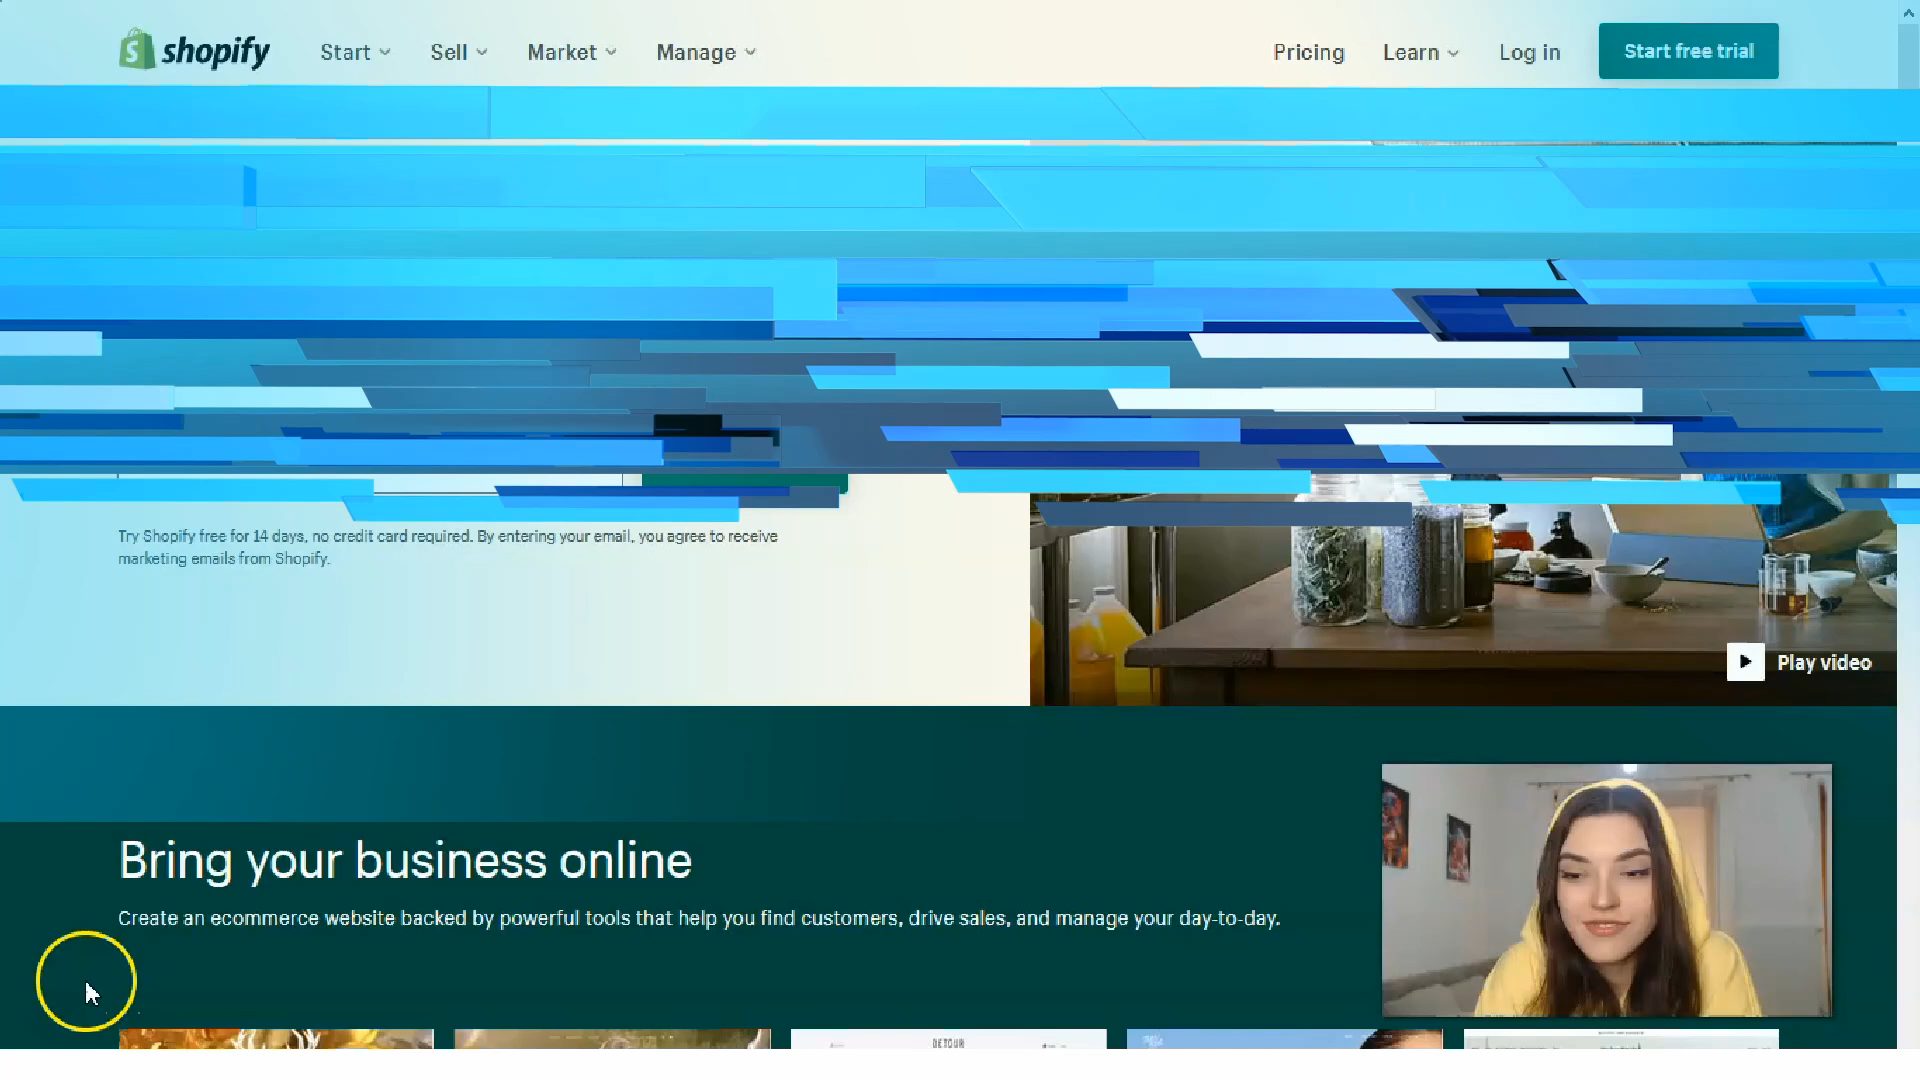 shopify
Start
Sell
Market
Manage
Pricing
Learn
Log in
Start free trial
Try Shopify free for 14 days, no credit card required. By entering your email, you agree to receive
marketing emails from Shopify.
Play video
Bring your business online
Create an ecommerce website backed by powerful tools that help you find customers, drive sales, and manage your day-to-day.
DETOUR